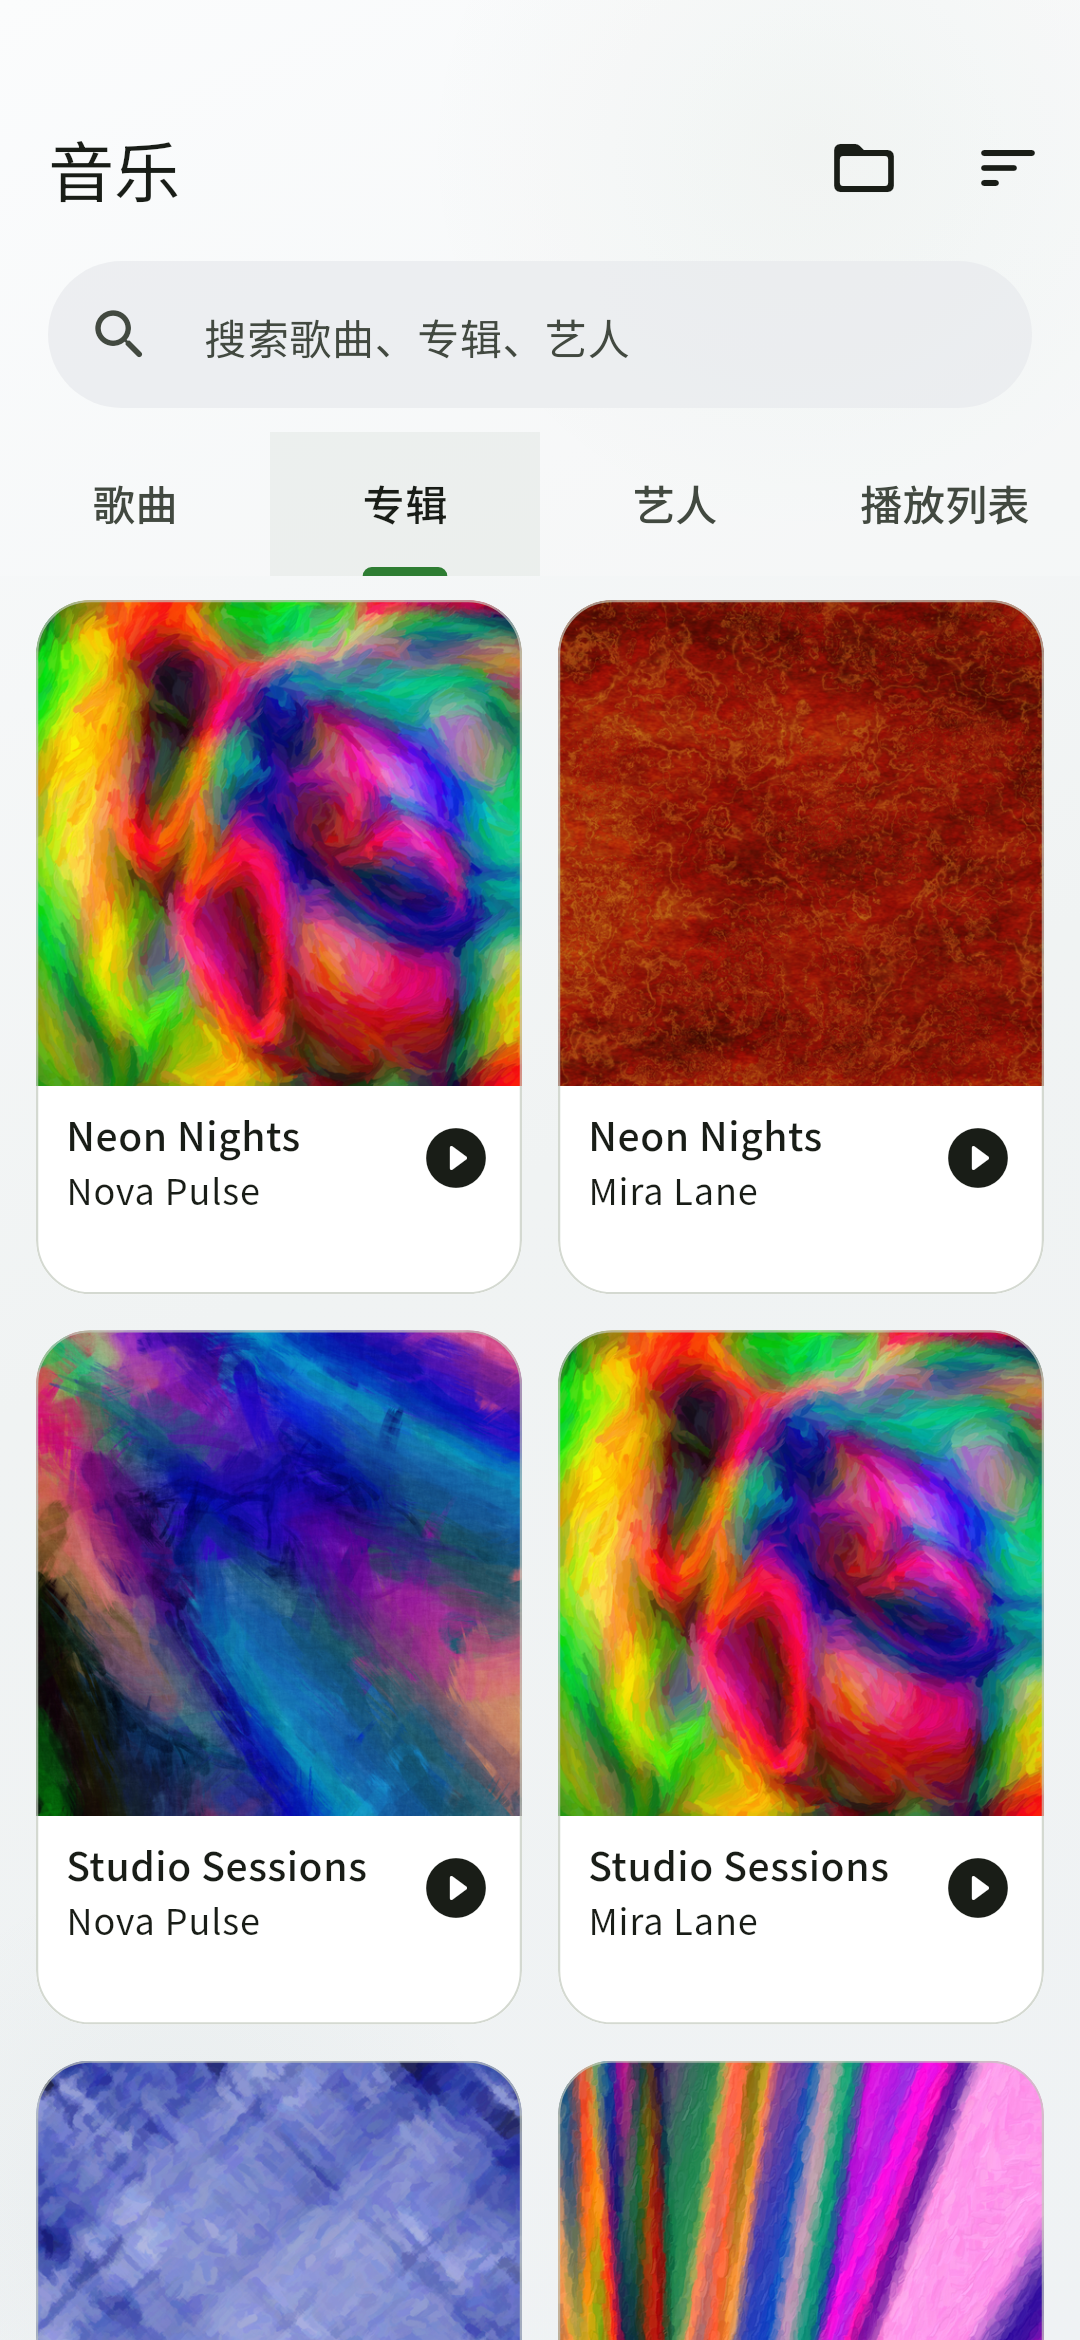 音乐
搜索歌曲、专辑、艺人
歌曲
专辑
艺人
播放列表
Neon Nights
Nova Pulse
Neon Nights
Mira Lane
Studio Sessions
Nova Pulse
Studio Sessions
Mira Lane